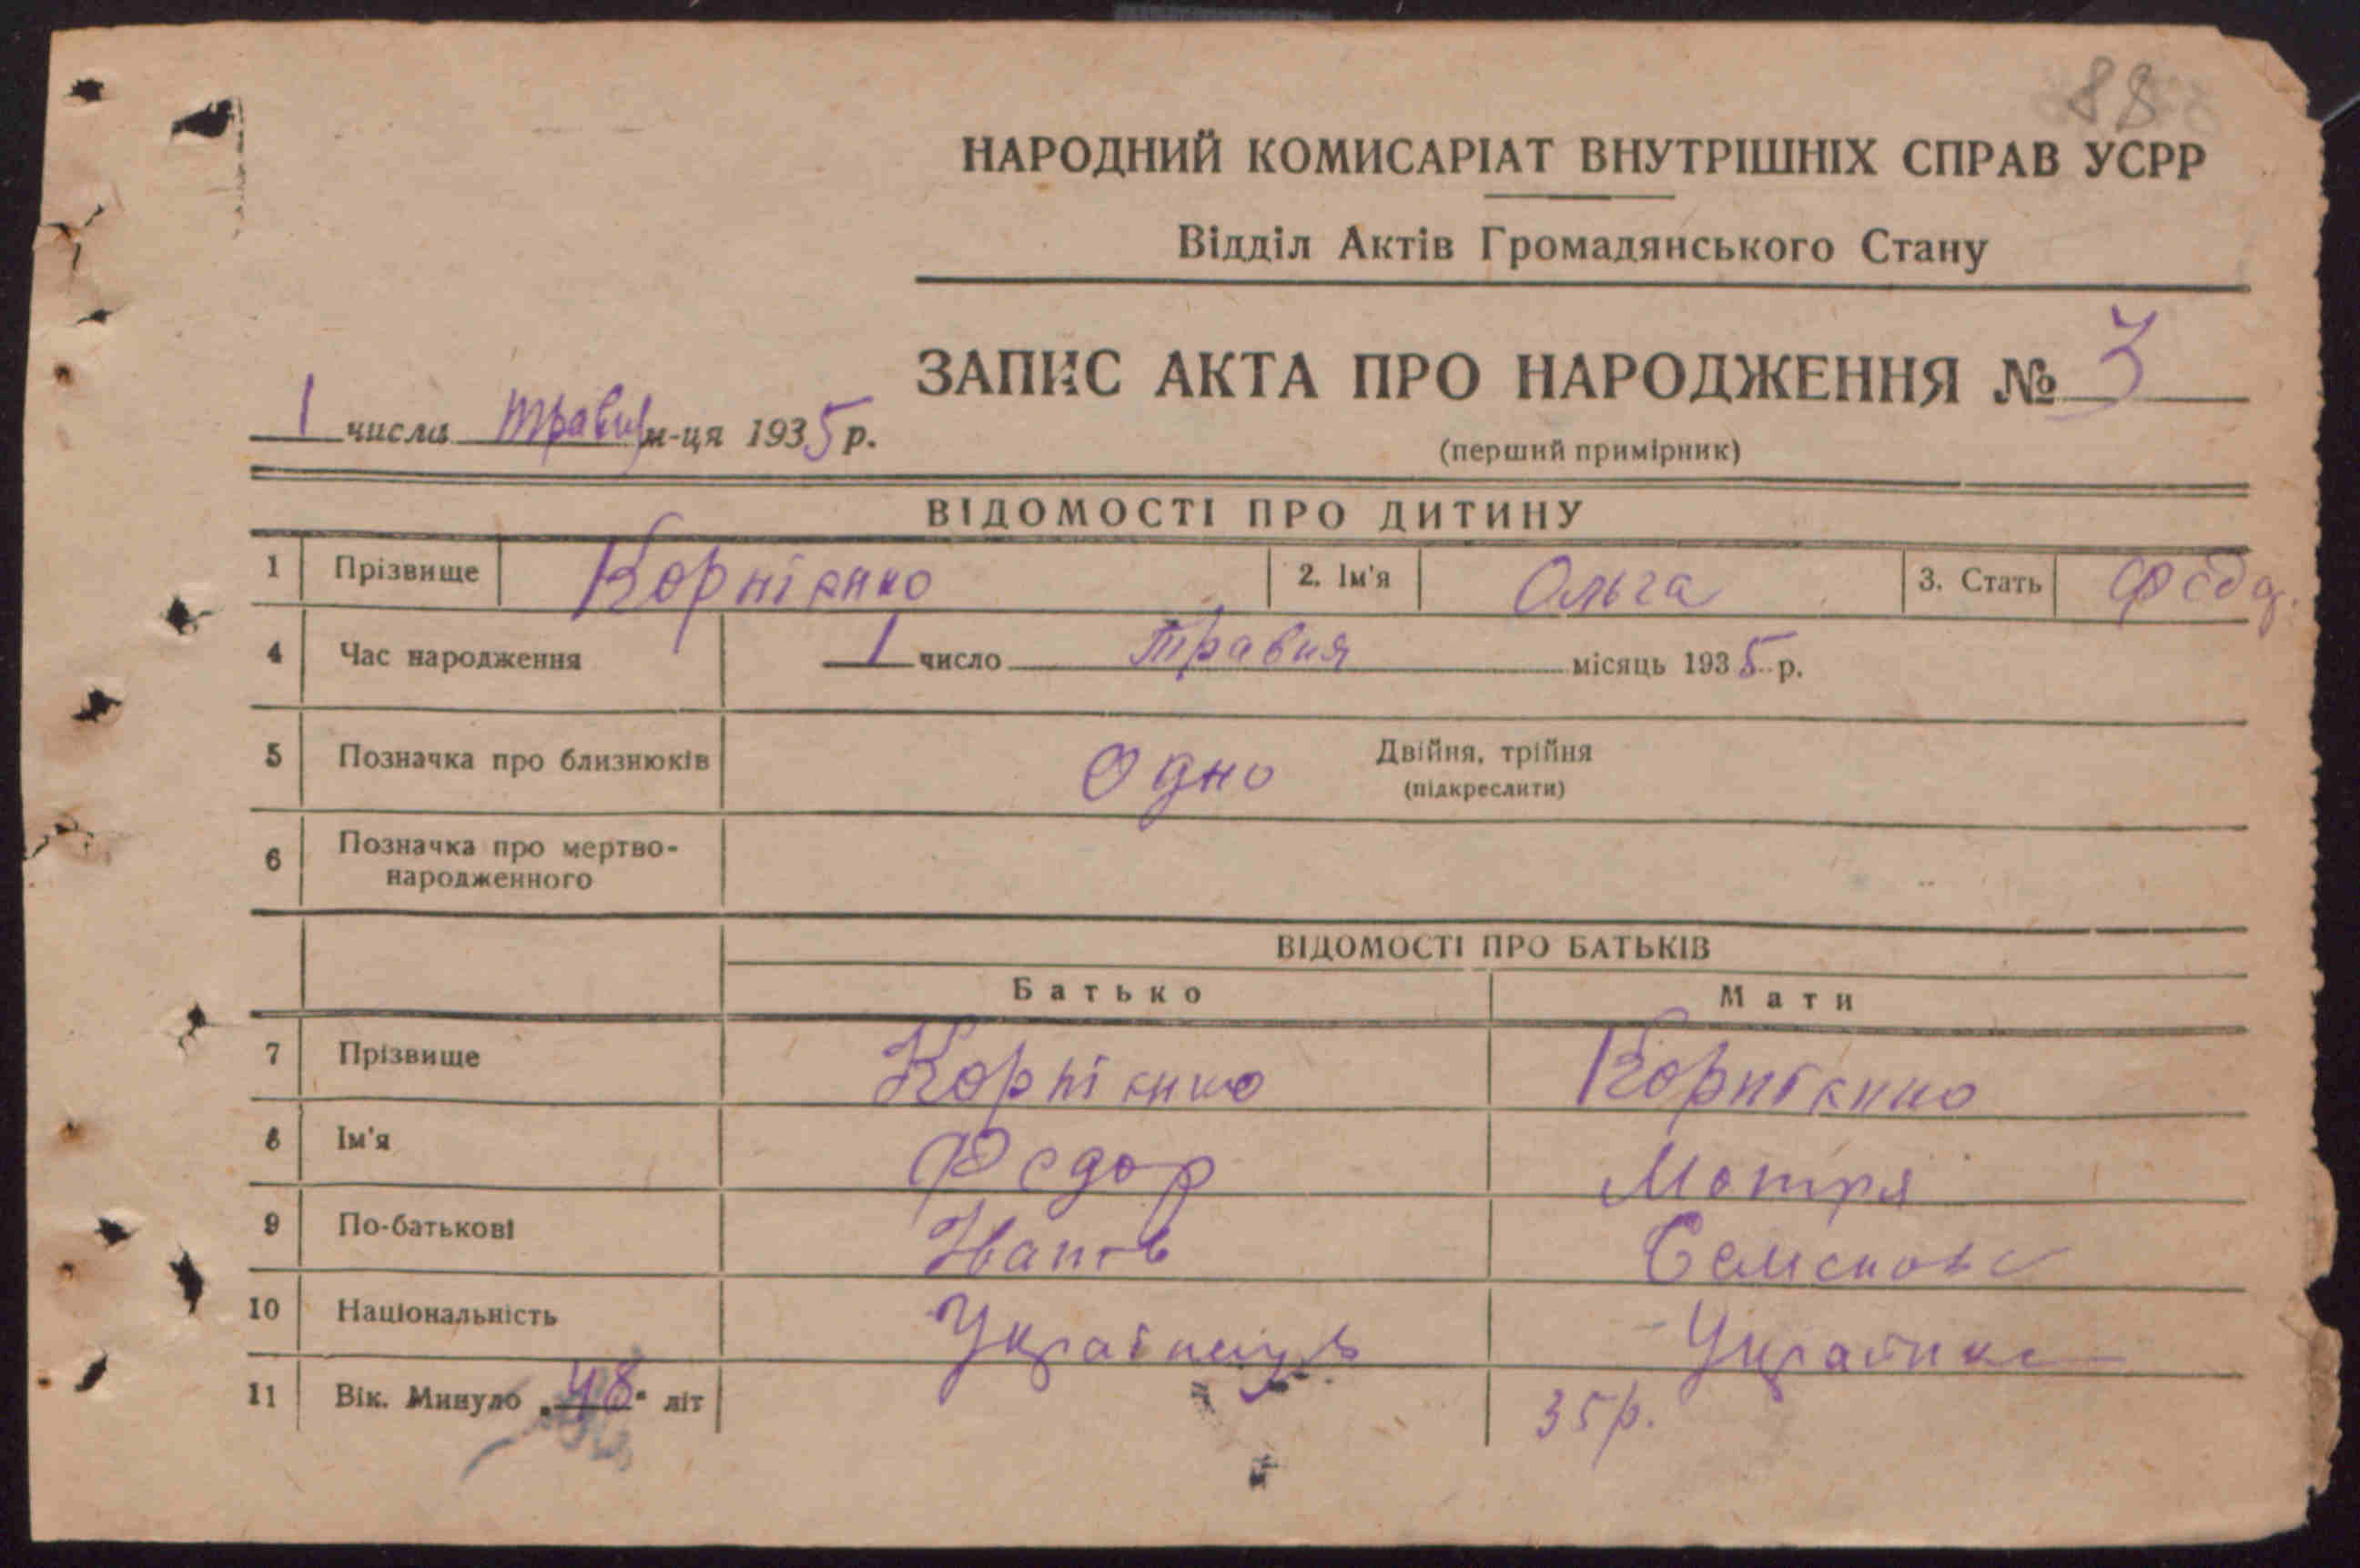 88
НАРОДНИЙ КОМИСАРІАТ ВНУТРІШНІХ СПРАВ УСРР
Відділ Актів Громадянського Стану
ЗАПИС АКТА ПРО НАРОДЖЕННЯ № 3
1 числа травня м-ця 1935 р.
(перший примірник)
ВІДОМОСТІ ПРО ДИТИНУ
1 Прізвище Корнієнко 2. Ім'я Ольга 3. Стать
4 Час народження 1 число травня місяць 1935 р.
5 Позначка про близнюків Одно Двійня, трійня
(підкреслити)
6 Позначка про мертво-
народженного
ВІДОМОСТІ ПРО БАТЬКІВ
Батько Мати
7 Прізвище Корнієнко Корнієнко
8 Ім'я Федор Мотря
9 По-батькові Іванов Семенова
10 Національність Українець Українка
11 Вік. Минуло „48" літ 35 р.